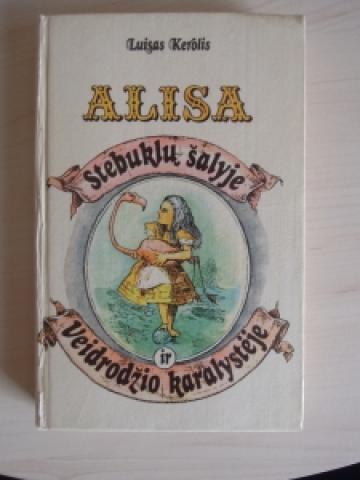 Luisas Kerolis
ALISA
Stebuklų šalyje
ir
Veidrodžio karalystėje